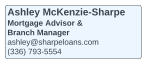 Ashley McKenzie-Sharpe
Mortgage Advisor &
Branch Manager
ashley@sharpeloans.com
(336) 793-5554